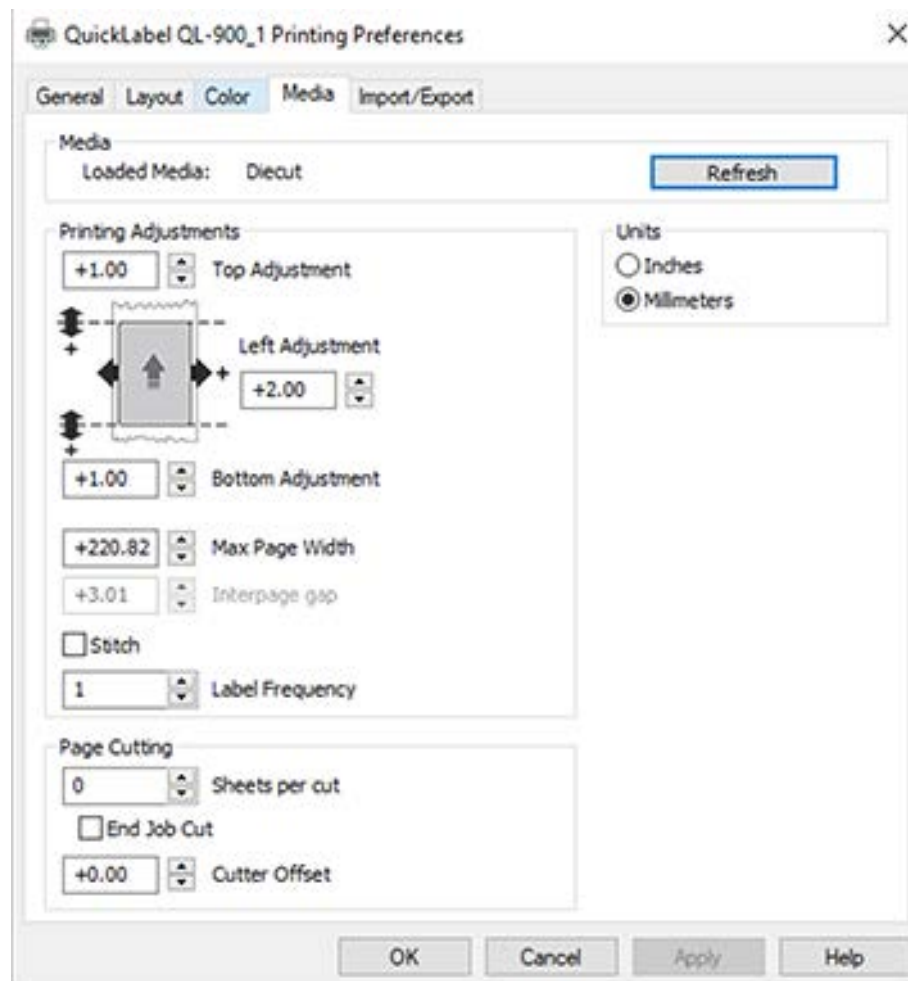 QuickLabel QL-900_1 Printing Preferences
General Layout Color Media Import/Export
Media
Loaded Media: Diecut
Refresh
Printing Adjustments
+1.00 Top Adjustment
+
Left Adjustment
+
+2.00
+
+1.00 Bottom Adjustment
+220.82 Max Page Width
+3.01 Interpage gap
Stitch
1 Label Frequency
Units
Inches
Millimeters
Page Cutting
0 Sheets per cut
End Job Cut
+0.00 Cutter Offset
OK Cancel Apply Help